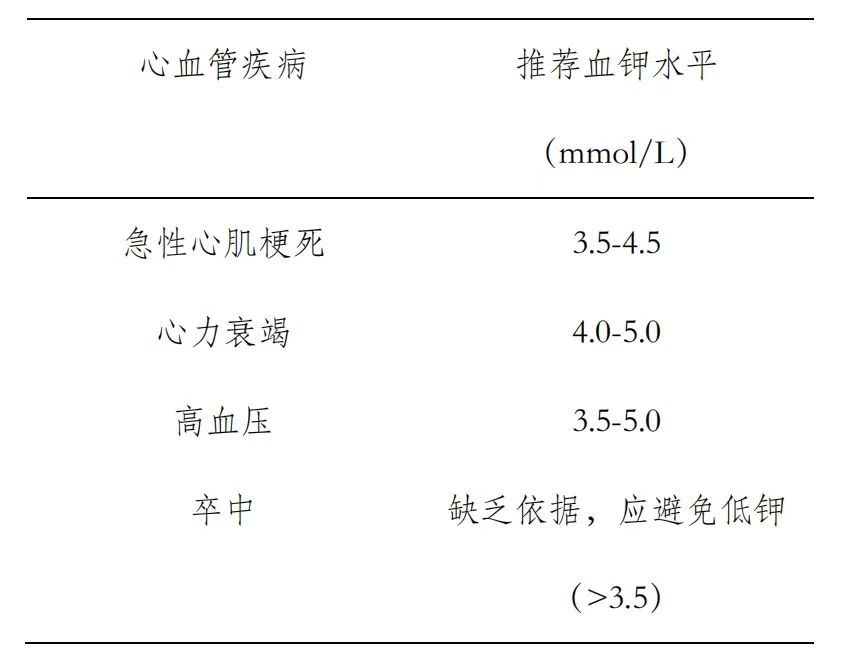 心血管疾病 推荐血钾水平
（mmol/L）
急性心肌梗死 3.5-4.5
心力衰竭 4.0-5.0
高血压 3.5-5.0
卒中 缺乏依据，应避免低钾
（>3.5）